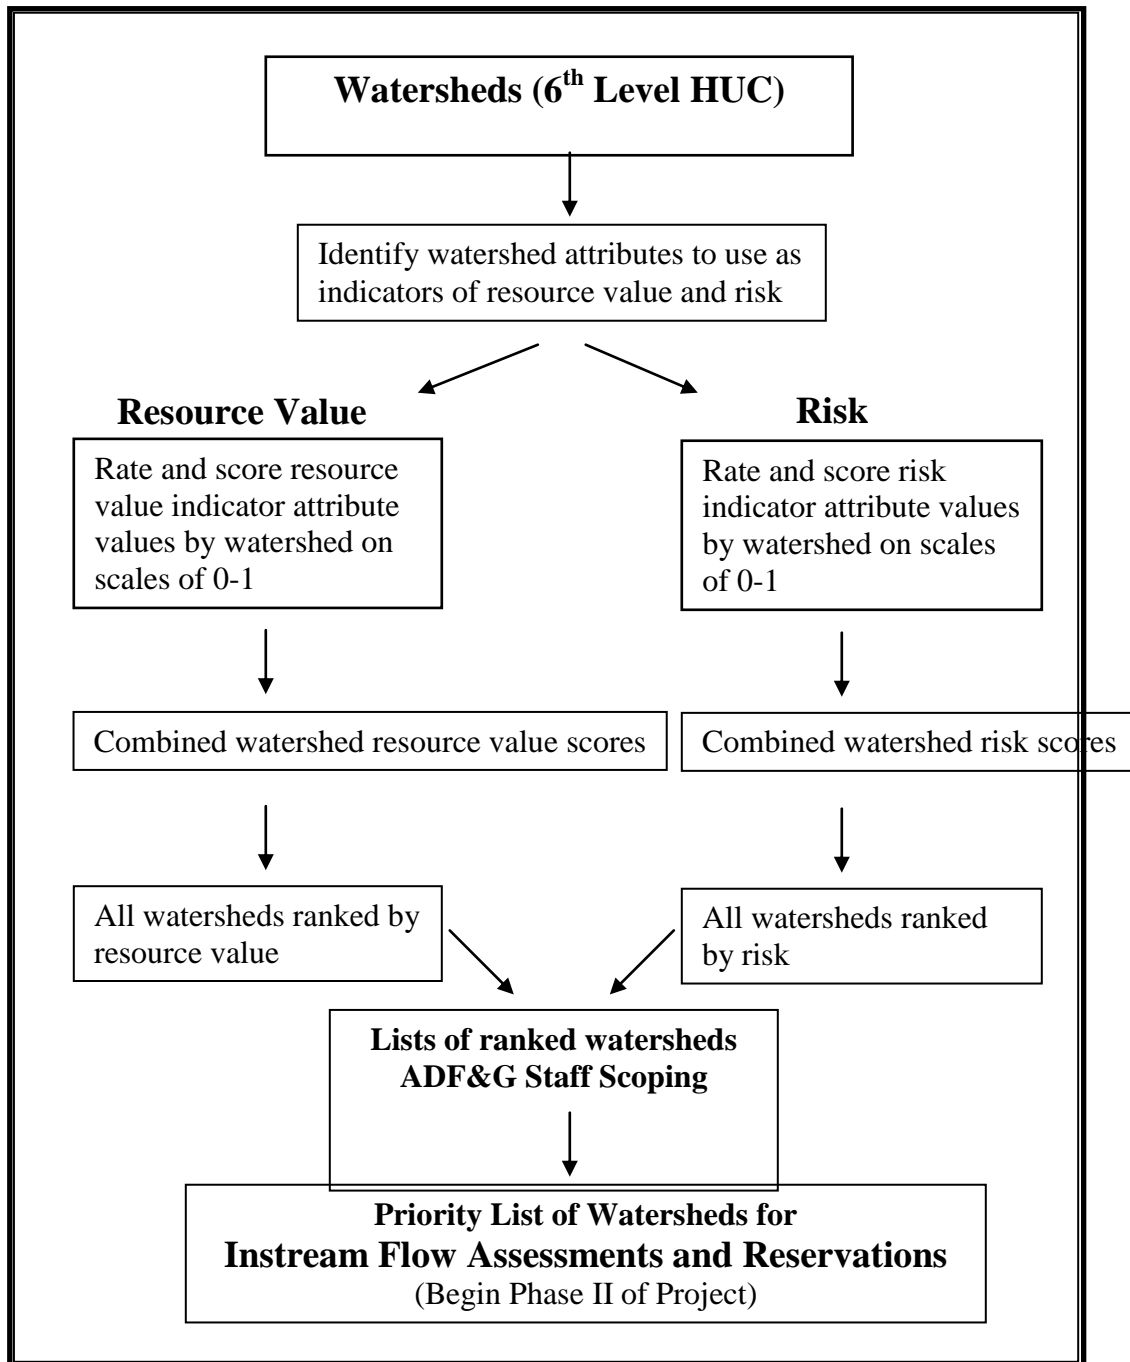 Watersheds (6th Level HUC)
Identify watershed attributes to use as
indicators of resource value and risk
Resource Value
Rate and score resource
value indicator attribute
values by watershed on
scales of 0-1
Combined watershed resource value scores
All watersheds ranked by
resource value
Risk
Rate and score risk
indicator attribute values
by watershed on scales
of 0-1
Combined watershed risk scores
All watersheds ranked
by risk
Lists of ranked watersheds
ADF&G Staff Scoping
Priority List of Watersheds for
Instream Flow Assessments and Reservations
(Begin Phase II of Project)